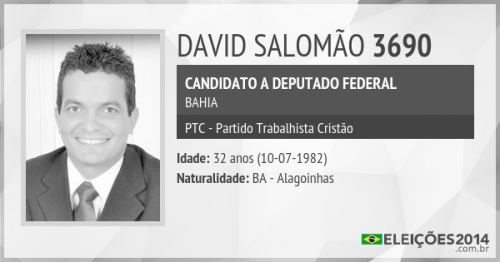 DAVID SALOMÃO 3690
CANDIDATO A DEPUTADO FEDERAL
BAHIA
PTC - Partido Trabalhista Cristão
Idade: 32 anos (10-07-1982)
Naturalidade: BA - Alagoinhas
ELEIÇÕES2014
.com.br